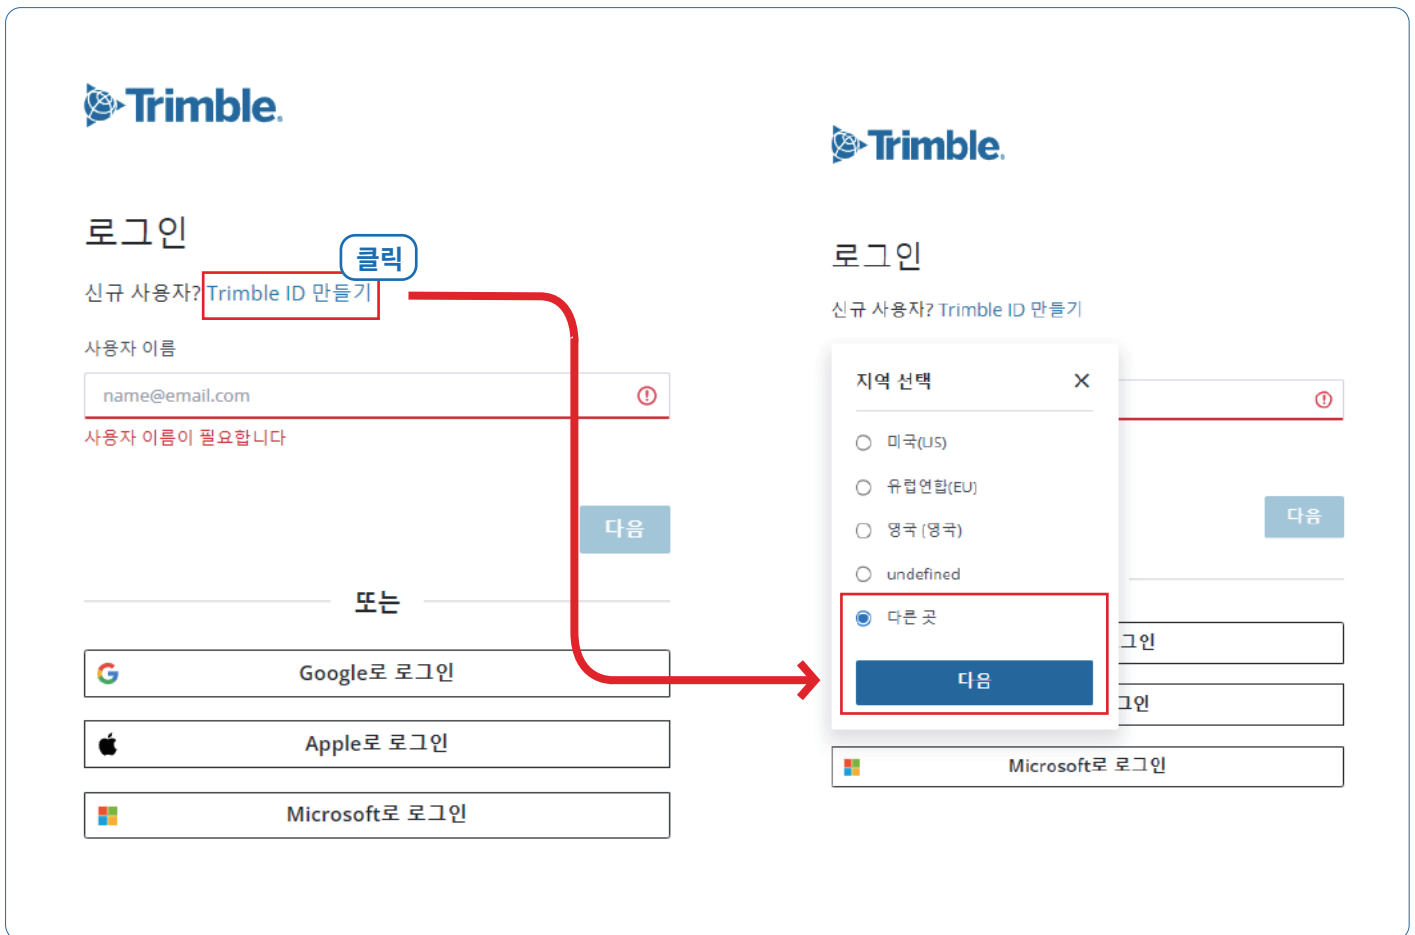 Trimble.
로그인
클릭
신규 사용자? Trimble ID 만들기
사용자 이름
name@email.com
사용자 이름이 필요합니다
다음
또는
Google로 로그인
Apple로 로그인
Microsoft로 로그인
Trimble.
로그인
신규 사용자? Trimble ID 만들기
지역 선택
미국(US)
유럽연합(EU)
영국 (영국)
undefined
다른 곳
다음
다음
그인
그인
Microsoft로 로그인